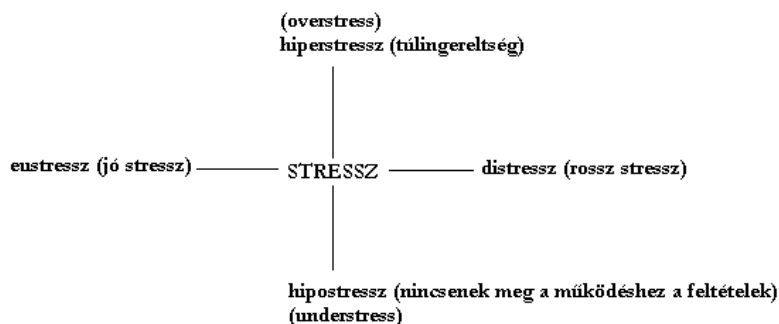 (overstress)
hiperstressz (túlingereltség)
eustressz (jó stressz) STRESSZ distressz (rossz stressz)
hipostressz (nincsenek meg a működéshez a feltételek)
(understress)